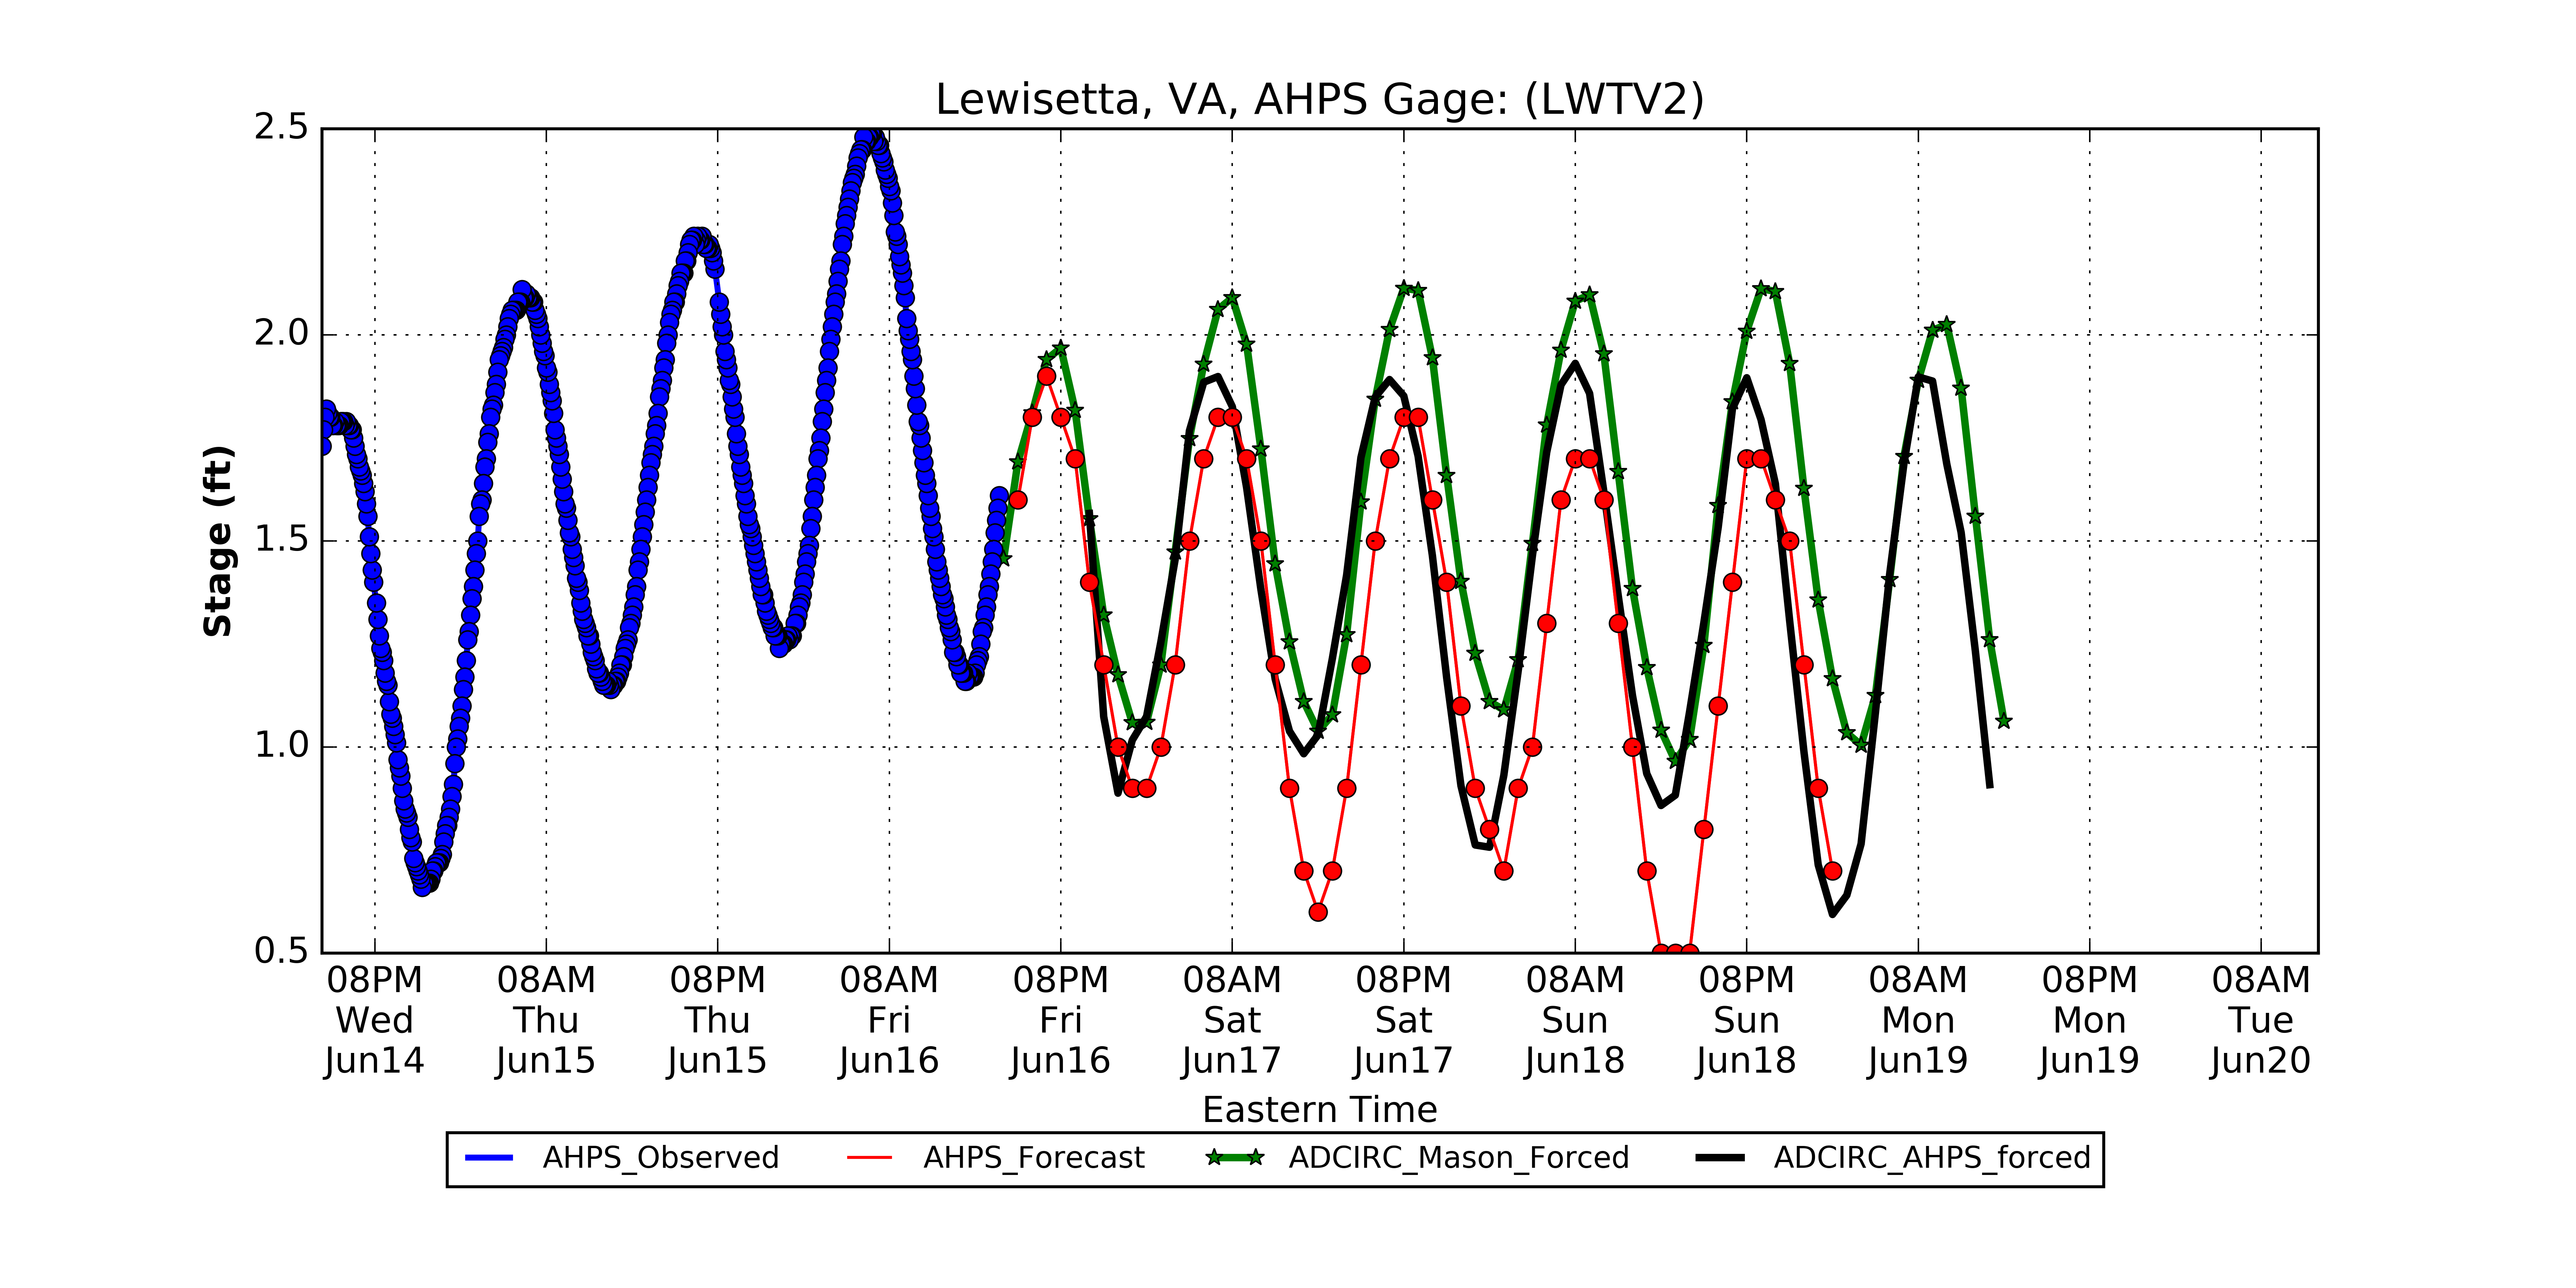 Lewisetta, VA, AHPS Gage: (LWTV2)
2.5
2.0
1.5
1.0
0.5
Stage (ft)
08PM 08AM 08PM 08AM 08PM 08AM 08PM 08AM 08PM 08AM 08PM 08AM
Wed Thu Thu Fri Fri Sat Sat Sun Sun Mon Mon Tue
Jun14 Jun15 Jun15 Jun16 Jun16 Jun17 Jun17 Jun18 Jun18 Jun19 Jun19 Jun20
Eastern Time
AHPS_Observed AHPS_Forecast ADCIRC_Mason_Forced ADCIRC_AHPS_forced